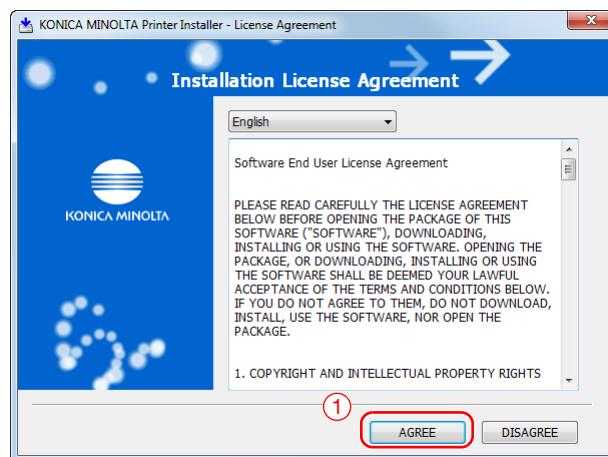 KONICA MINOLTA Printer Installer - License Agreement
Installation License Agreement
English
KONICA MINOLTA
Software End User License Agreement
PLEASE READ CAREFULLY THE LICENSE AGREEMENT
BELOW BEFORE OPENING THE PACKAGE OF THIS
SOFTWARE ("SOFTWARE"), DOWNLOADING,
INSTALLING OR USING THE SOFTWARE. OPENING THE
PACKAGE, OR DOWNLOADING, INSTALLING OR USING
THE SOFTWARE SHALL BE DEEMED YOUR LAWFUL
ACCEPTANCE OF THE TERMS AND CONDITIONS BELOW.
IF YOU DO NOT AGREE TO THEM, DO NOT DOWNLOAD,
INSTALL, USE THE SOFTWARE, NOR OPEN THE
PACKAGE.
1. COPYRIGHT AND INTELLECTUAL PROPERTY RIGHTS
1
AGREE DISAGREE